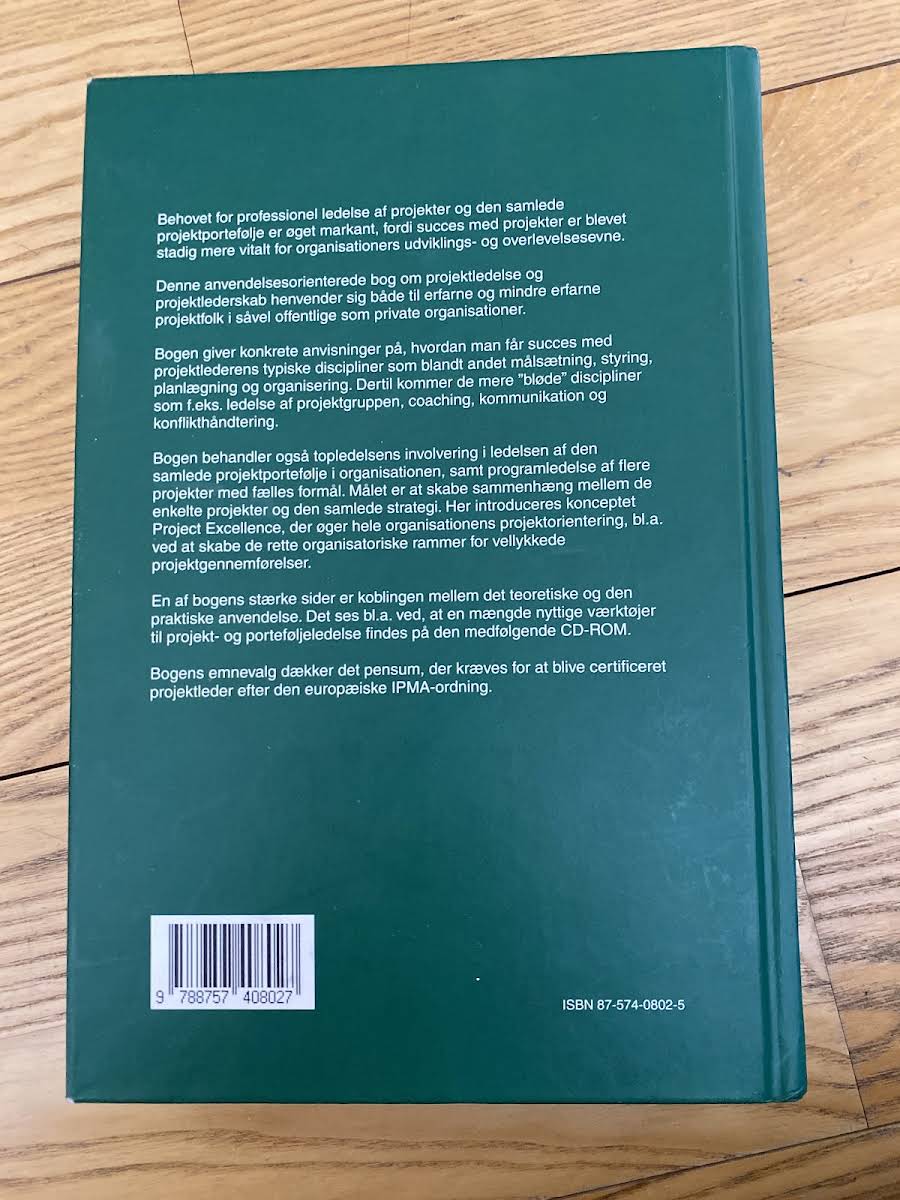 Behovet for professionel ledelse af projekter og den samlede
projektportefølje er øget markant, fordi succes med projekter er blevet
stadig mere vitalt for organisationers udviklings- og overlevelsesevne.
Denne anvendelsesorienterede bog om projektledelse og
projektlederskab henvender sig både til erfarne og mindre erfarne
projektfolk i såvel offentlige som private organisationer.
Bogen giver konkrete anvisninger på, hvordan man får succes med
projektlederens typiske discipliner som blandt andet målsætning, styring,
planlægning og organisering. Dertil kommer de mere ”bløde” discipliner
som f.eks. ledelse af projektgruppen, coaching, kommunikation og
konflikthåndtering.
Bogen behandler også topledelsens involvering i ledelsen af den
samlede projektportefølje i organisationen, samt programledelse af flere
projekter med fælles formål. Målet er at skabe sammenhæng mellem de
enkelte projekter og den samlede strategi. Her introduceres konceptet
Project Excellence, der øger hele organisationens projektorientering, bl.a.
ved at skabe de rette organisatoriske rammer for vellykkede
projektgennemførelser.
En af bogens stærke sider er koblingen mellem det teoretiske og den
praktiske anvendelse. Det ses bl.a. ved, at en mængde nyttige værktøjer
til projekt- og porteføljeledelse findes på den medfølgende CD-ROM.
Bogens emnevalg dækker det pensum, der kræves for at blive certificeret
projektleder efter den europæiske IPMA-ordning.
9 788757 408027
ISBN 87-574-0802-5